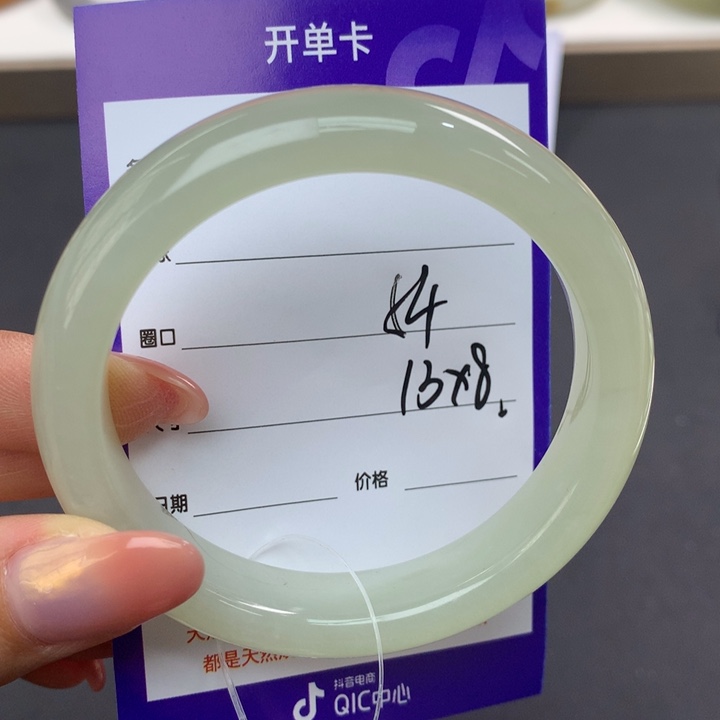 开单卡
圈口 54
13x8.
日期 价格
都是天然
抖音电商
QIC中心